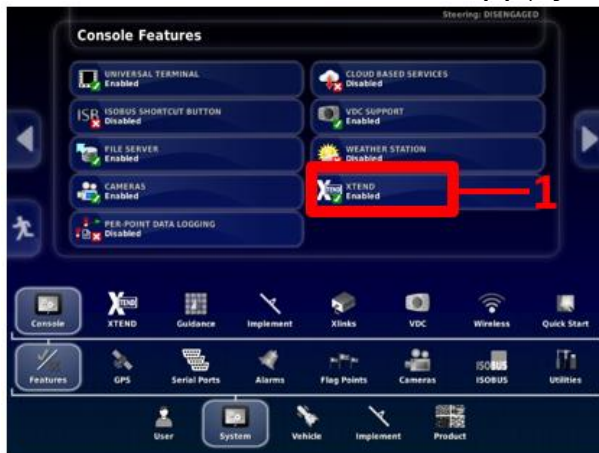 Steering: DISENGAGED
Console Features
UNIVERSAL TERMINAL
Enabled
CLOUD BASED SERVICES
Disabled
ISB
ISOBUS SHORTCUT BUTTON
Disabled
VDC SUPPORT
Enabled
FILE SERVER
Enabled
WEATHER STATION
Disabled
CAMERAS
Enabled
XTEND
XTEND
Enabled
1
PER-POINT DATA LOGGING
Disabled
XTEND
Console
XTEND
Guidance
Implement
Xlinks
VDC
Wireless
Quick Start
ISOBUS
Features
GPS
Serial Ports
Alarms
Flag Points
Cameras
ISOBUS
Utilities
User
System
Vehicle
Implement
Product